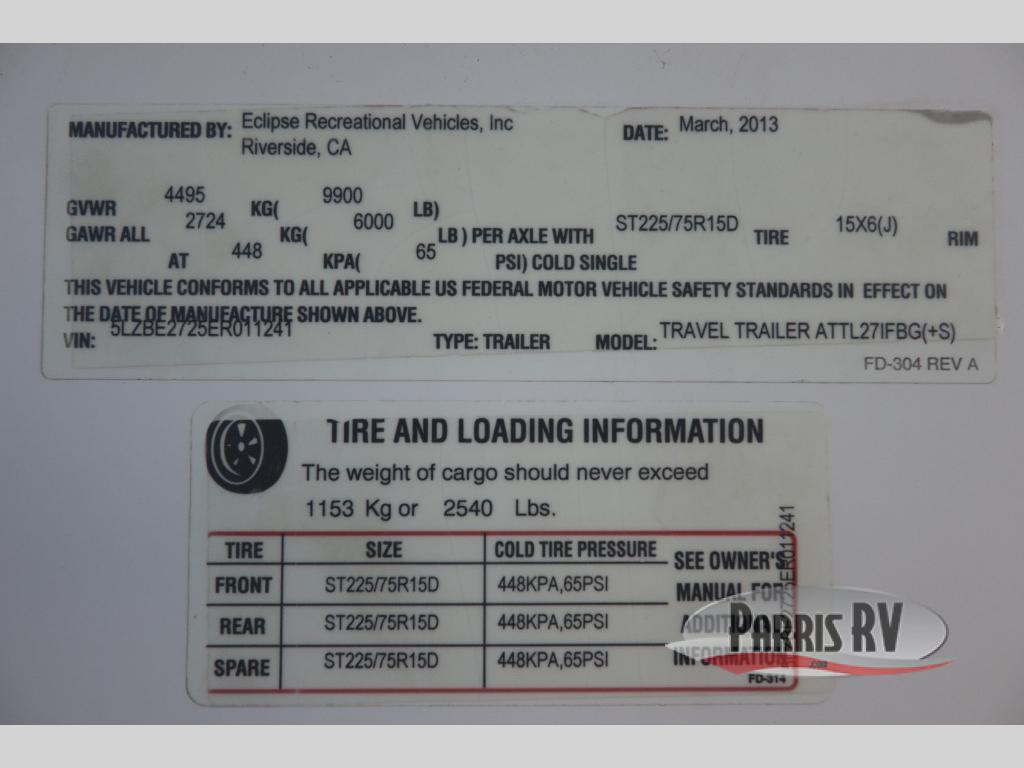 MANUFACTURED BY: Eclipse Recreational Vehicles, Inc DATE: March, 2013
Riverside, CA
GVWR 4495 KG( 9900 LB)
GAWR ALL 2724 KG( 6000 LB) PER AXLE WITH ST225/75R15D TIRE 15X6(J) RIM
AT 448 KPA( 65 PSI) COLD SINGLE
THIS VEHICLE CONFORMS TO ALL APPLICABLE US FEDERAL MOTOR VEHICLE SAFETY STANDARDS IN EFFECT ON
THE DATE OF MANUFACTURE SHOWN ABOVE.
VIN: 5LZBE2725ER011241 TYPE: TRAILER MODEL: TRAVEL TRAILER ATTL27IFBG(+S)
FD-304 REV A
TIRE AND LOADING INFORMATION
The weight of cargo should never exceed
1153 Kg or 2540 Lbs.
TIRE SIZE COLD TIRE PRESSURE
FRONT ST225/75R15D 448KPA,65PSI
REAR ST225/75R15D 448KPA,65PSI
SPARE ST225/75R15D 448KPA,65PSI
SEE OWNER'S
MANUAL FOR
ADDITIONAL
INFORMATION
FD-314
PARRIS RV
.com